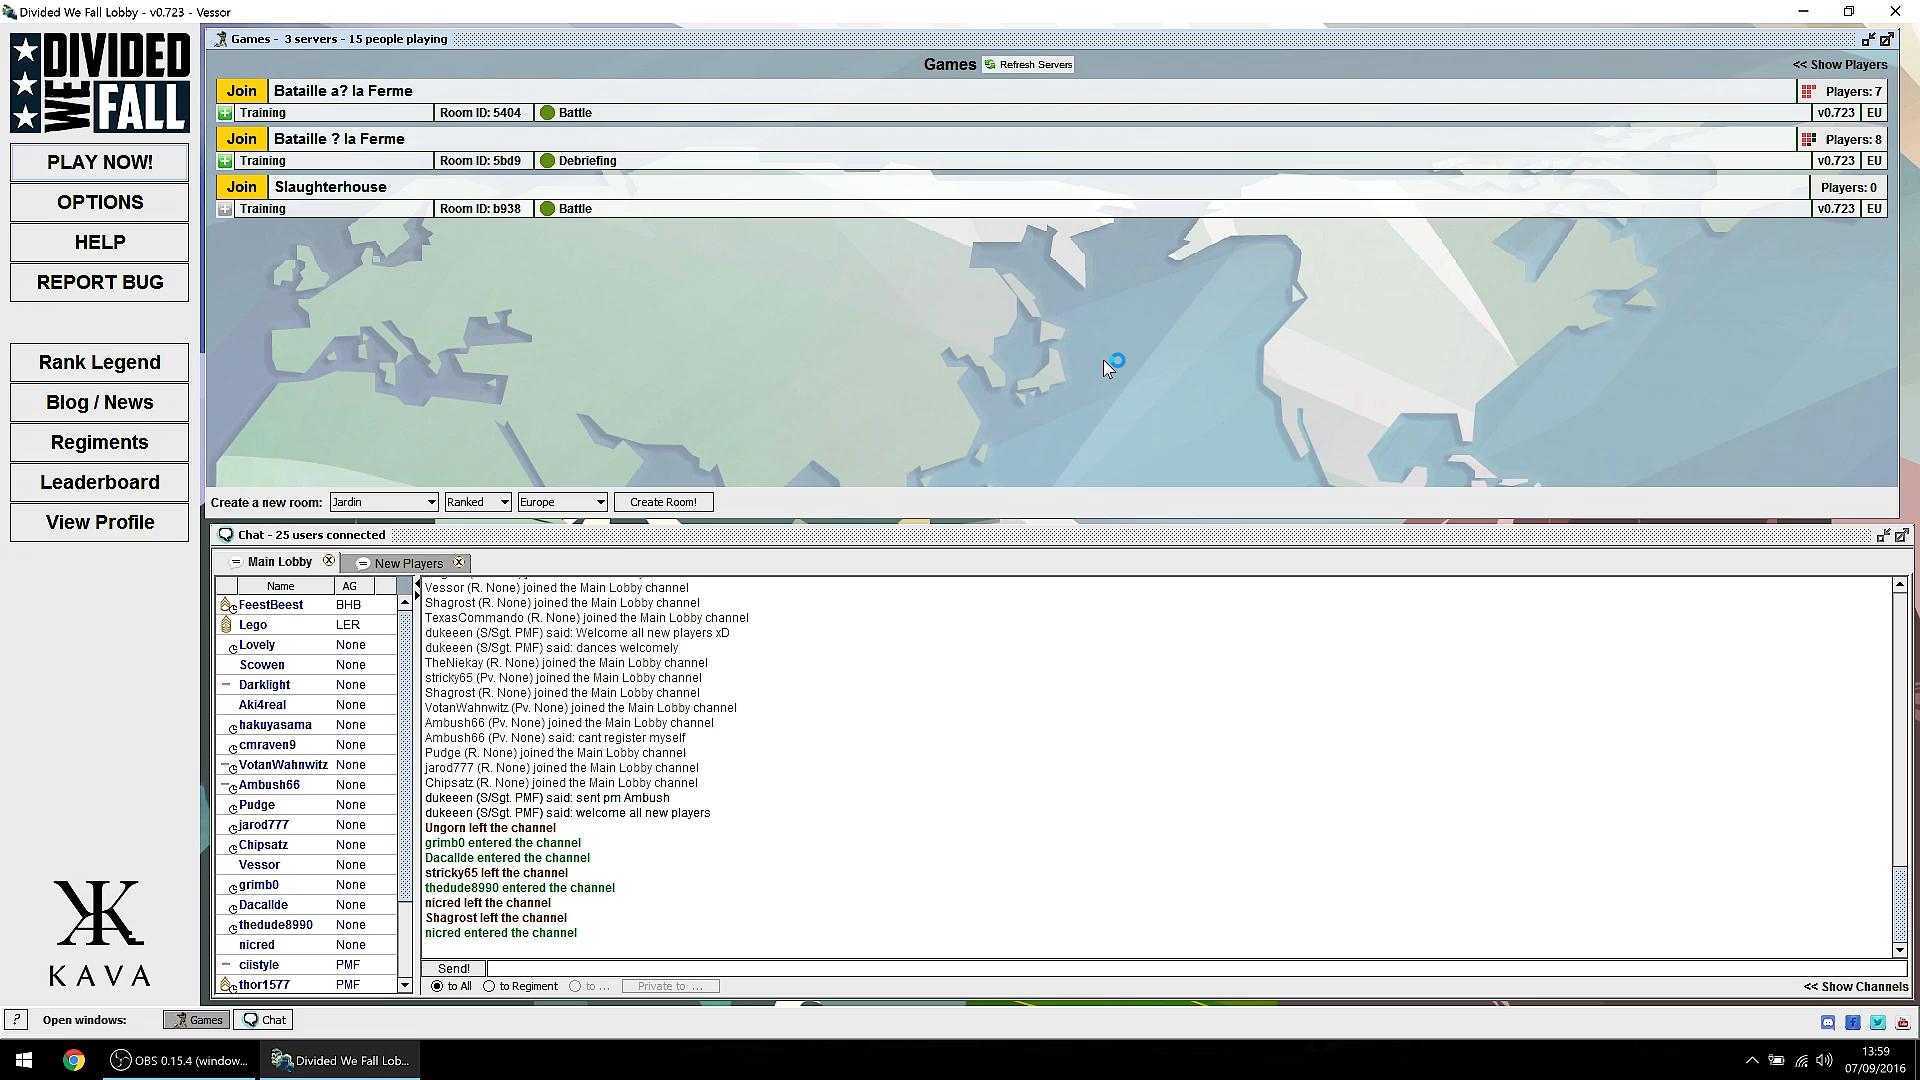 Divided We Fall Lobby - v0.723 - Vessor
DIVIDED
WE
FALL
PLAY NOW!
OPTIONS
HELP
REPORT BUG
Rank Legend
Blog / News
Regiments
Leaderboard
View Profile
KAVA
Games - 3 servers - 15 people playing
Games Refresh Servers << Show Players
Join Bataille a? la Ferme Players: 7
Training Room ID: 5404 Battle v0.723 EU
Join Bataille ? la Ferme Players: 8
Training Room ID: 5bd9 Debriefing v0.723 EU
Join Slaughterhouse Players: 0
Training Room ID: b938 Battle v0.723 EU
Create a new room: Jardin Ranked Europe Create Room!
Chat - 25 users connected
Main Lobby New Players
Name AG
FeestBeest BHB
Lego LER
Lovely None
Scowen None
Darklight None
Aki4real None
hakuyasama None
cmraven9 None
VotanWahnwitz None
Ambush66 None
Pudge None
jarod777 None
Chipsatz None
Vessor None
grimb0 None
Dacallde None
thedude8990 None
nicred None
ciistyle PMF
thor1577 PMF
Vessor (R. None) joined the Main Lobby channel
Shagrost (R. None) joined the Main Lobby channel
TexasCommando (R. None) joined the Main Lobby channel
dukeeen (S/Sgt. PMF) said: Welcome all new players xD
dukeeen (S/Sgt. PMF) said: dances welcomely
TheNiekay (R. None) joined the Main Lobby channel
stricky65 (Pv. None) joined the Main Lobby channel
Shagrost (R. None) joined the Main Lobby channel
VotanWahnwitz (Pv. None) joined the Main Lobby channel
Ambush66 (Pv. None) joined the Main Lobby channel
Ambush66 (Pv. None) said: cant register myself
Pudge (R. None) joined the Main Lobby channel
jarod777 (R. None) joined the Main Lobby channel
Chipsatz (R. None) joined the Main Lobby channel
dukeeen (S/Sgt. PMF) said: sent pm Ambush
dukeeen (S/Sgt. PMF) said: welcome all new players
Ungorn left the channel
grimb0 entered the channel
Dacallde entered the channel
stricky65 left the channel
thedude8990 entered the channel
nicred left the channel
Shagrost left the channel
nicred entered the channel
Send!
to All to Regiment to ... Private to ... << Show Channels
? Open windows: Games Chat
OBS 0.15.4 (window... Divided We Fall Lob... 13:59
07/09/2016